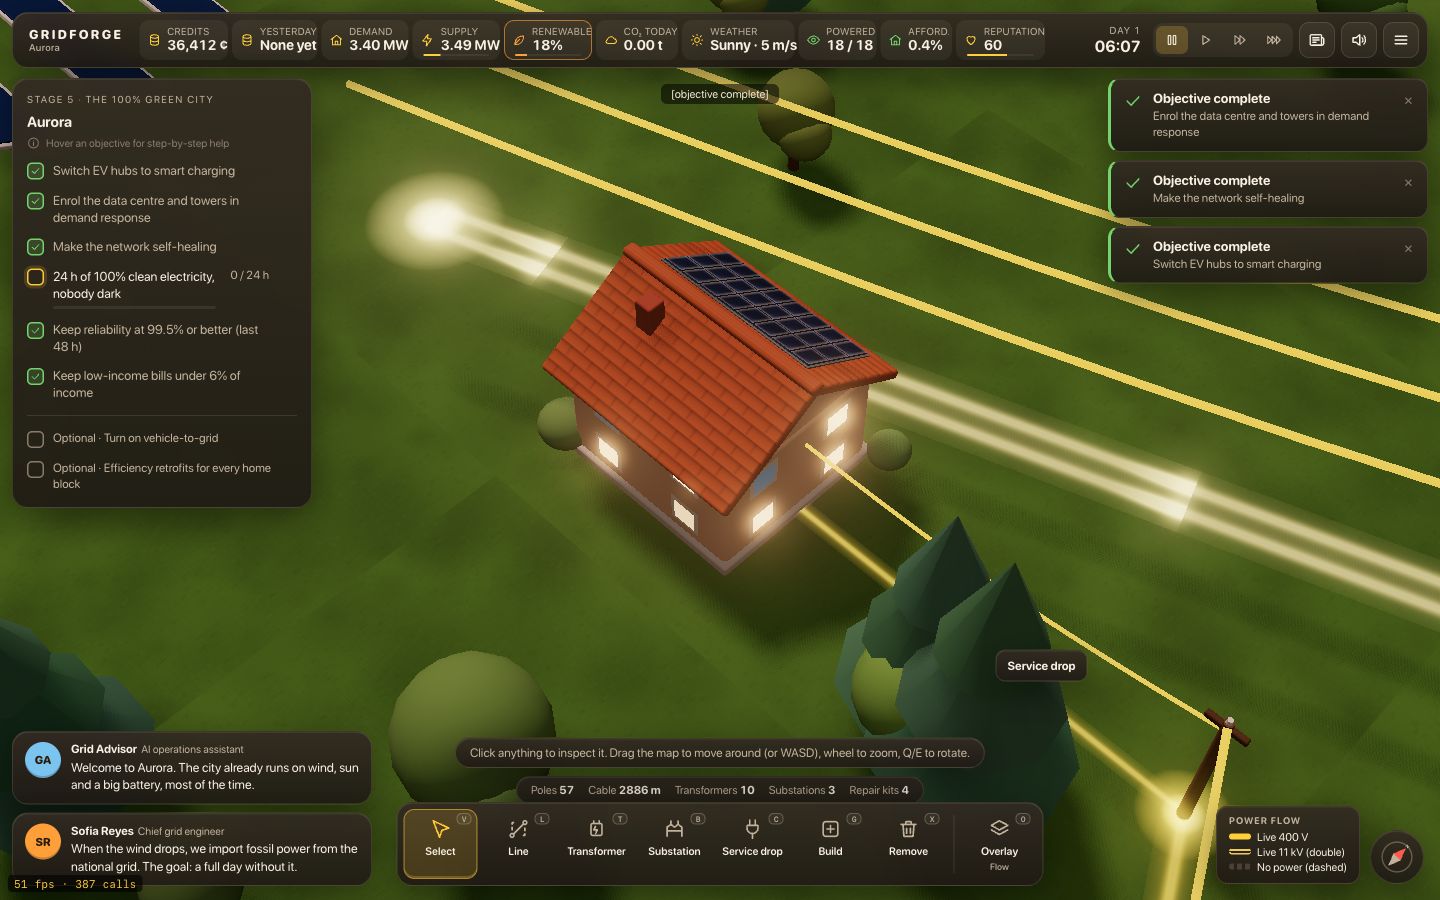 GRIDFORGE
Aurora
CREDITS
36,412 ¢
YESTERDAY
None yet
DEMAND
3.40 MW
SUPPLY
3.49 MW
RENEWABLE
18%
CO₂ TODAY
0.00 t
WEATHER
Sunny · 5 m/s
POWERED
18 / 18
AFFORD.
0.4%
REPUTATION
60
DAY 1
06:07
STAGE 5 · THE 100% GREEN CITY
Aurora
Hover an objective for step-by-step help
Switch EV hubs to smart charging
Enrol the data centre and towers in
demand response
Make the network self-healing
24 h of 100% clean electricity,
nobody dark
0 / 24 h
Keep reliability at 99.5% or better (last
48 h)
Keep low-income bills under 6% of
income
Optional · Turn on vehicle-to-grid
Optional · Efficiency retrofits for every home
block
[objective complete]
Objective complete
Enrol the data centre and towers in demand
response
Objective complete
Make the network self-healing
Objective complete
Switch EV hubs to smart charging
Service drop
GA
Grid Advisor AI operations assistant
Welcome to Aurora. The city already runs on wind, sun
and a big battery, most of the time.
SR
Sofia Reyes Chief grid engineer
When the wind drops, we import fossil power from the
national grid. The goal: a full day without it.
51 fps · 387 calls
Click anything to inspect it. Drag the map to move around (or WASD), wheel to zoom, Q/E to rotate.
Poles 57 Cable 2886 m Transformers 10 Substations 3 Repair kits 4
V
Select
L
Line
T
Transformer
B
Substation
C
Service drop
G
Build
X
Remove
O
Overlay
Flow
POWER FLOW
Live 400 V
Live 11 kV (double)
No power (dashed)